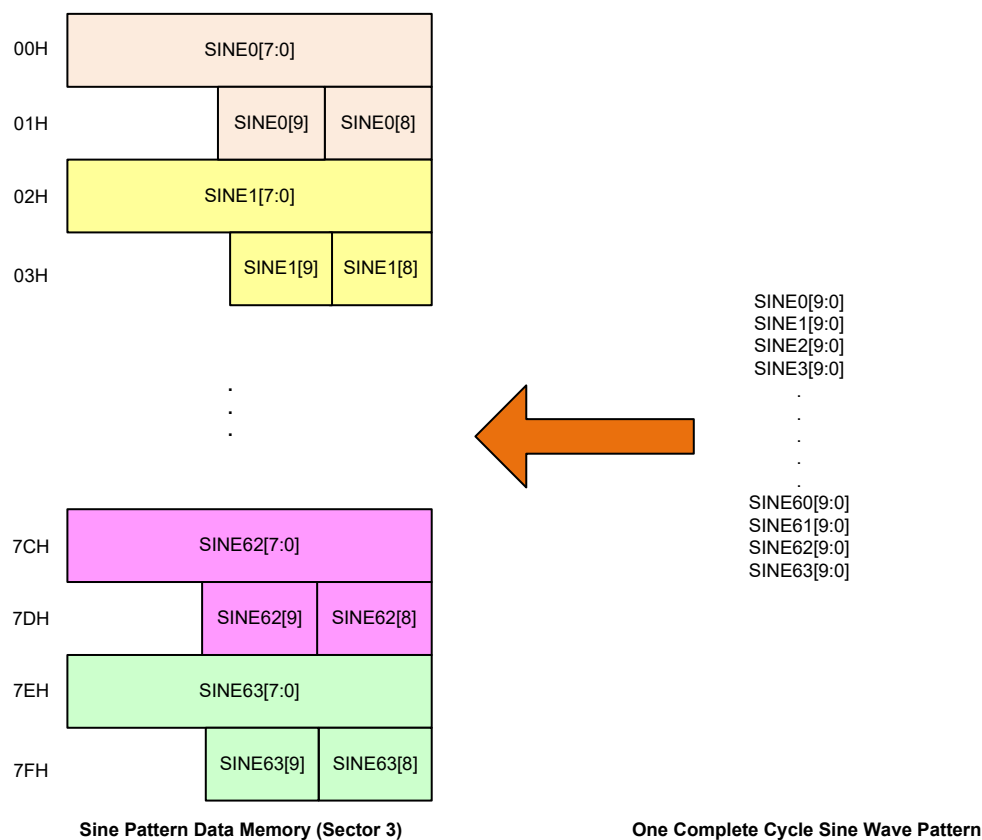 00H SINE0[7:0]
01H SINE0[9] SINE0[8]
02H SINE1[7:0]
03H SINE1[9] SINE1[8]
.
.
.
7CH SINE62[7:0]
7DH SINE62[9] SINE62[8]
7EH SINE63[7:0]
7FH SINE63[9] SINE63[8]
Sine Pattern Data Memory (Sector 3)
SINE0[9:0]
SINE1[9:0]
SINE2[9:0]
SINE3[9:0]
.
.
.
.
.
SINE60[9:0]
SINE61[9:0]
SINE62[9:0]
SINE63[9:0]
One Complete Cycle Sine Wave Pattern